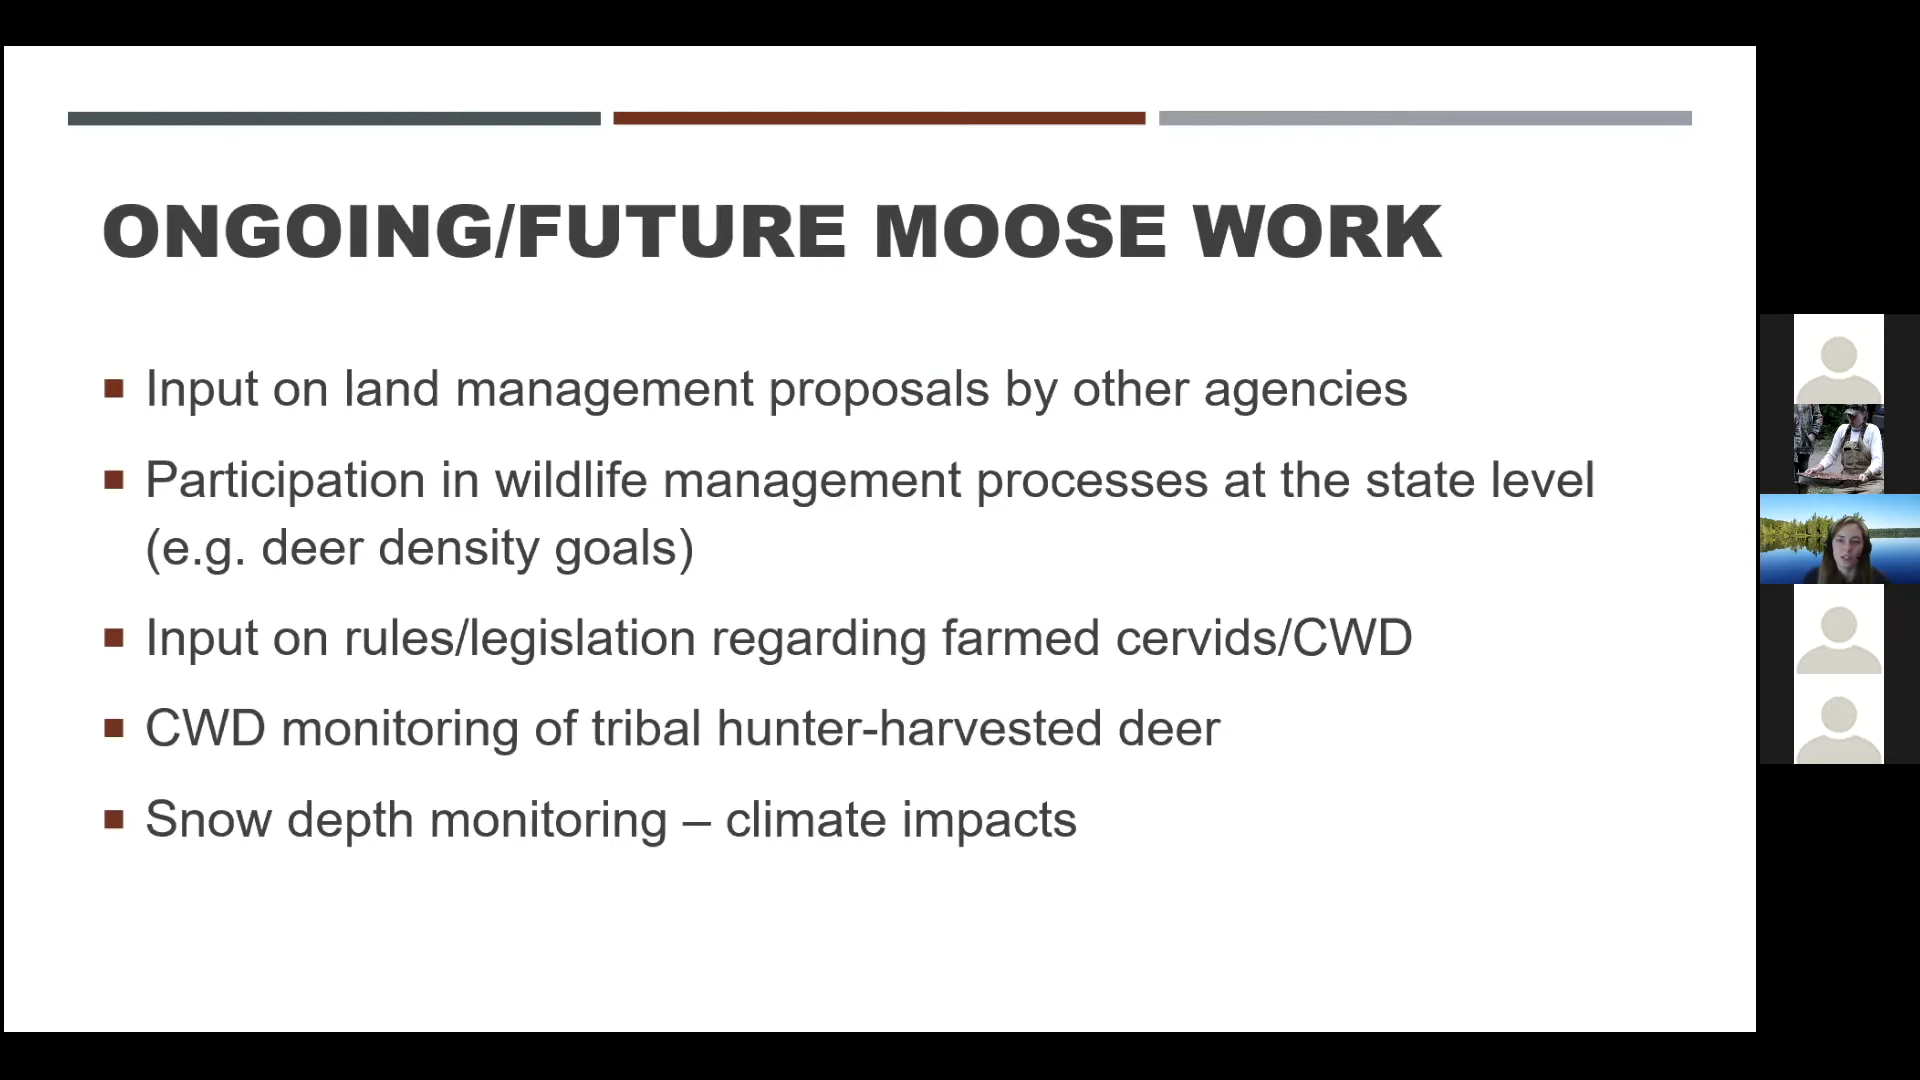 ONGOING/FUTURE MOOSE WORK
■ Input on land management proposals by other agencies
■ Participation in wildlife management processes at the state level
(e.g. deer density goals)
■ Input on rules/legislation regarding farmed cervids/CWD
■ CWD monitoring of tribal hunter-harvested deer
■ Snow depth monitoring – climate impacts